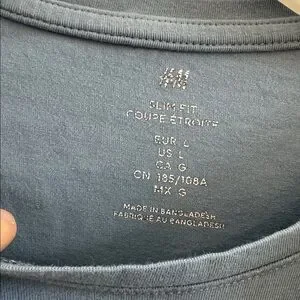 SLIM FIT
COUPE ÉTROITE
EUR L
US L
CA G
CN 185/108A
MX G
MADE IN BANGLADESH
FABRIQUÉ AU BANGLADESH